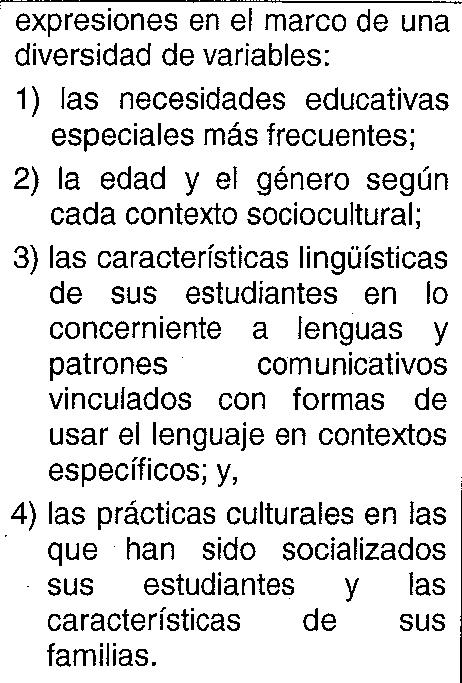 expresiones en el marco de una
diversidad de variables:
1) las necesidades educativas
especiales más frecuentes;
2) la edad y el género según
cada contexto sociocultural;
3) las características lingüísticas
de sus estudiantes en lo
concerniente a lenguas y
patrones comunicativos
vinculados con formas de
usar el lenguaje en contextos
específicos; y,
4) las prácticas culturales en las
que han sido socializados
sus estudiantes y las
características de sus
familias.